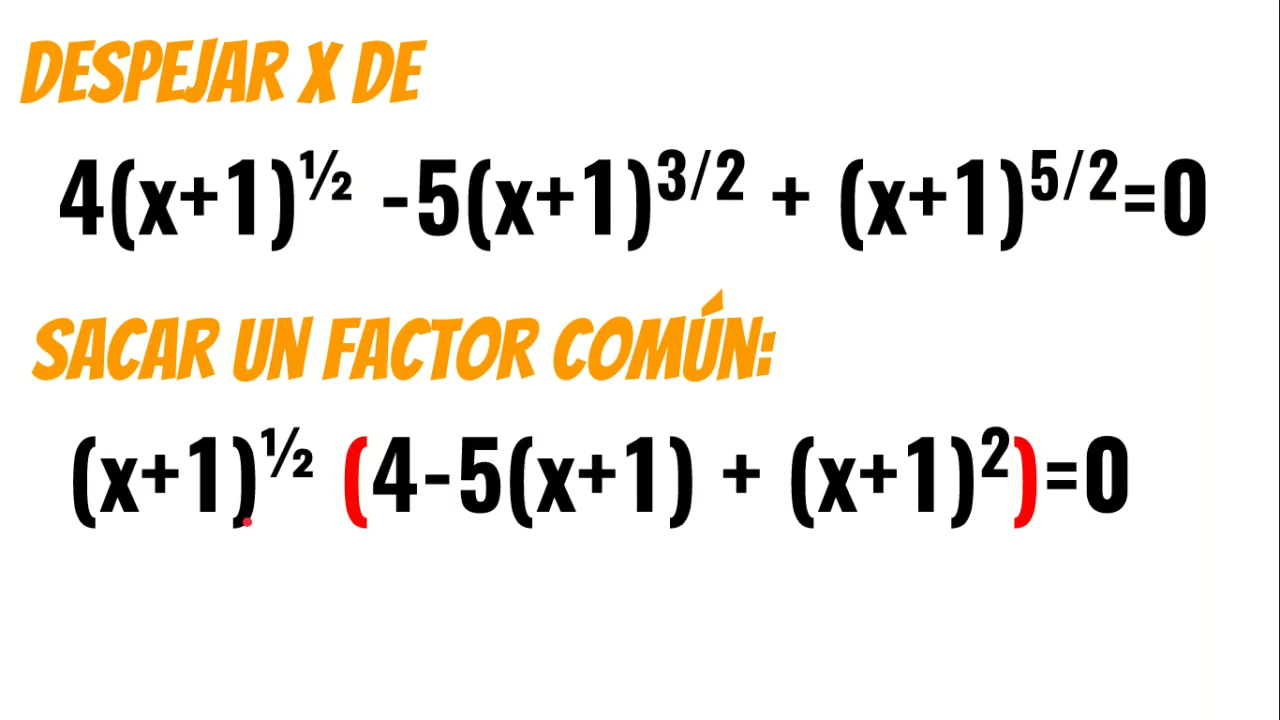 DESPEJAR X DE
4(x+1)^½ -5(x+1)^3/2 + (x+1)^5/2=0
SACAR UN FACTOR COMÚN:
(x+1)^½ (4-5(x+1) + (x+1)^2)=0